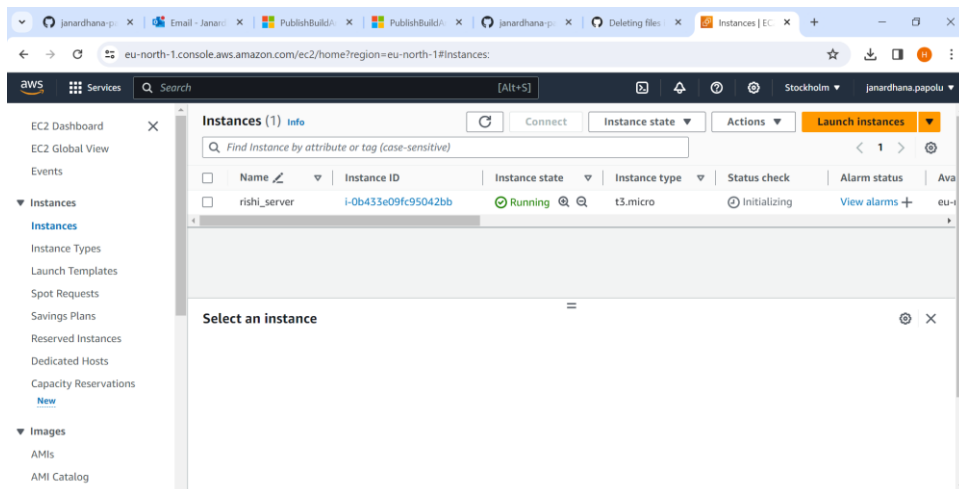 janardhana-pa
Email - Janard
PublishBuildAr
PublishBuildAr
janardhana-pa
Deleting files i
Instances | EC
eu-north-1.console.aws.amazon.com/ec2/home?region=eu-north-1#Instances:
H
aws
Services
Search
[Alt+S]
Stockholm
janardhana.papolu
EC2 Dashboard
EC2 Global View
Events
Instances
Instances
Instance Types
Launch Templates
Spot Requests
Savings Plans
Reserved Instances
Dedicated Hosts
Capacity Reservations
New
Images
AMIs
AMI Catalog
Instances (1) Info
Connect
Instance state
Actions
Launch instances
Find Instance by attribute or tag (case-sensitive)
1
Name
Instance ID
Instance state
Instance type
Status check
Alarm status
Ava
rishi_server
i-0b433e09fc95042bb
Running
t3.micro
Initializing
View alarms
Select an instance